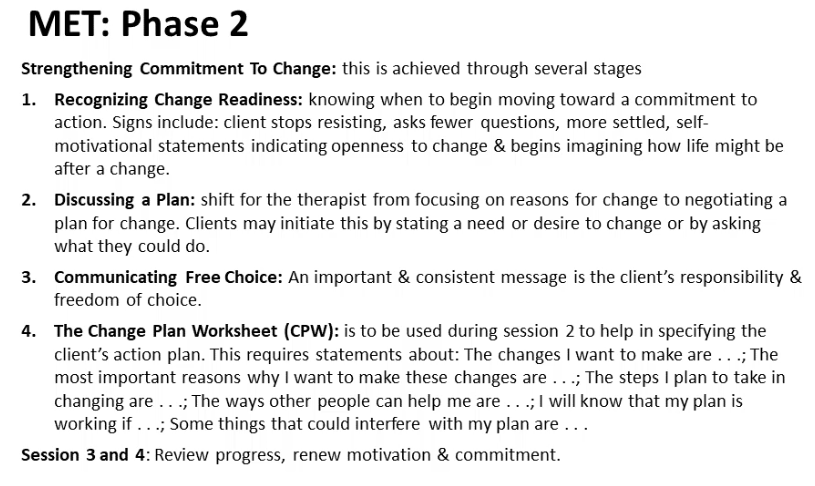 MET: Phase 2
Strengthening Commitment To Change: this is achieved through several stages
1. Recognizing Change Readiness: knowing when to begin moving toward a commitment to
action. Signs include: client stops resisting, asks fewer questions, more settled, self-
motivational statements indicating openness to change & begins imagining how life might be
after a change.
2. Discussing a Plan: shift for the therapist from focusing on reasons for change to negotiating a
plan for change. Clients may initiate this by stating a need or desire to change or by asking
what they could do.
3. Communicating Free Choice: An important & consistent message is the client’s responsibility &
freedom of choice.
4. The Change Plan Worksheet (CPW): is to be used during session 2 to help in specifying the
client’s action plan. This requires statements about: The changes I want to make are . . .; The
most important reasons why I want to make these changes are . . .; The steps I plan to take in
changing are . . .; The ways other people can help me are . . .; I will know that my plan is
working if . . .; Some things that could interfere with my plan are . . .
Session 3 and 4: Review progress, renew motivation & commitment.